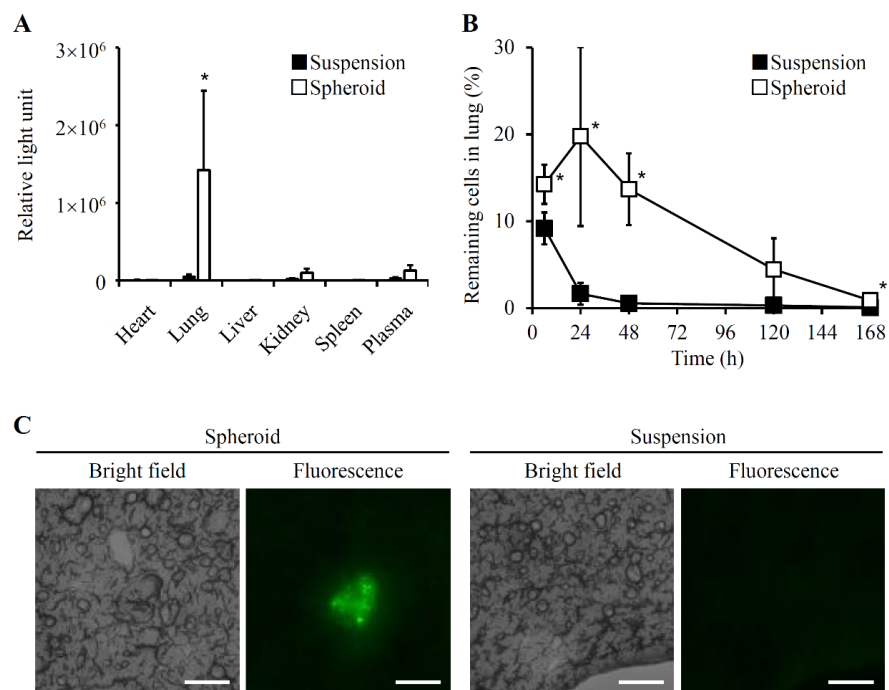 A
Relative light unit
3×10⁶
2×10⁶
1×10⁶
0
*
Suspension
Spheroid
Heart
Lung
Liver
Kidney
Spleen
Plasma
B
Remaining cells in lung (%)
30
20
10
0
Suspension
Spheroid
*
*
*
*
0 24 48 72 96 120 144 168
Time (h)
C
Spheroid
Suspension
Bright field
Fluorescence
Bright field
Fluorescence